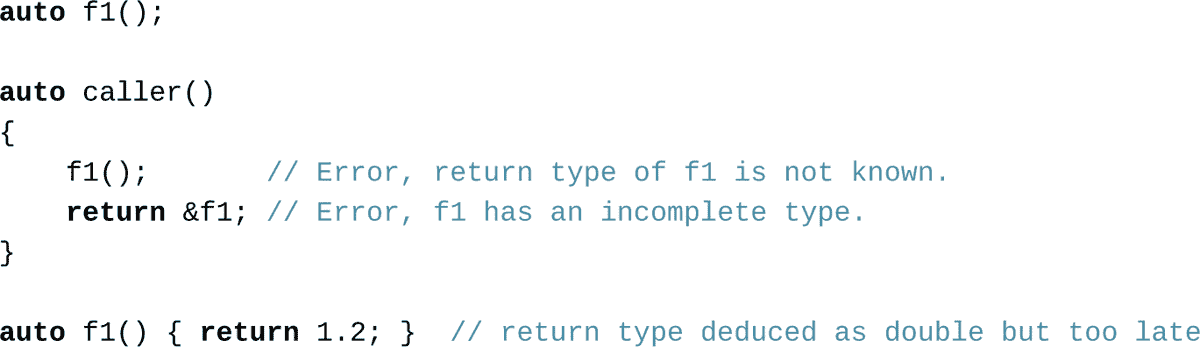 auto f1();
auto caller()
{
    f1();       // Error, return type of f1 is not known.
    return &f1; // Error, f1 has an incomplete type.
}
auto f1() { return 1.2; }  // return type deduced as double but too late